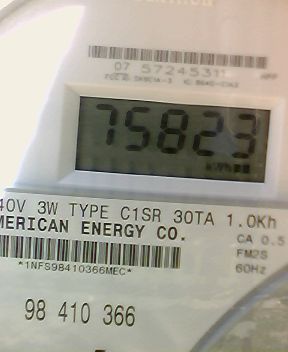 07 57245311
75823
kWh
40V 3W TYPE C1SR 30TA 1.0Kh
MERICAN ENERGY CO.
CA 0.5
FM2S
*1NFS98410366MEC*
60Hz
98 410 366